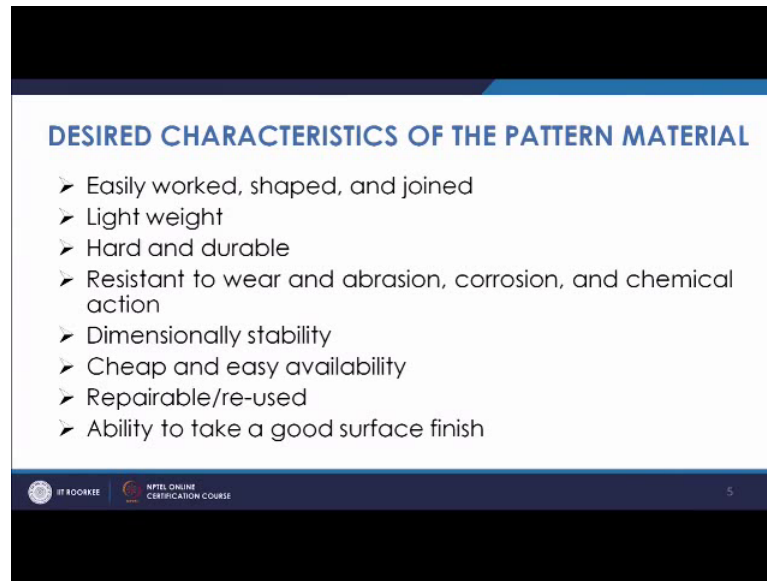 DESIRED CHARACTERISTICS OF THE PATTERN MATERIAL
➢ Easily worked, shaped, and joined
➢ Light weight
➢ Hard and durable
➢ Resistant to wear and abrasion, corrosion, and chemical
action
➢ Dimensionally stability
➢ Cheap and easy availability
➢ Repairable/re-used
➢ Ability to take a good surface finish
IIT ROORKEE
NPTEL ONLINE
CERTIFICATION COURSE
5